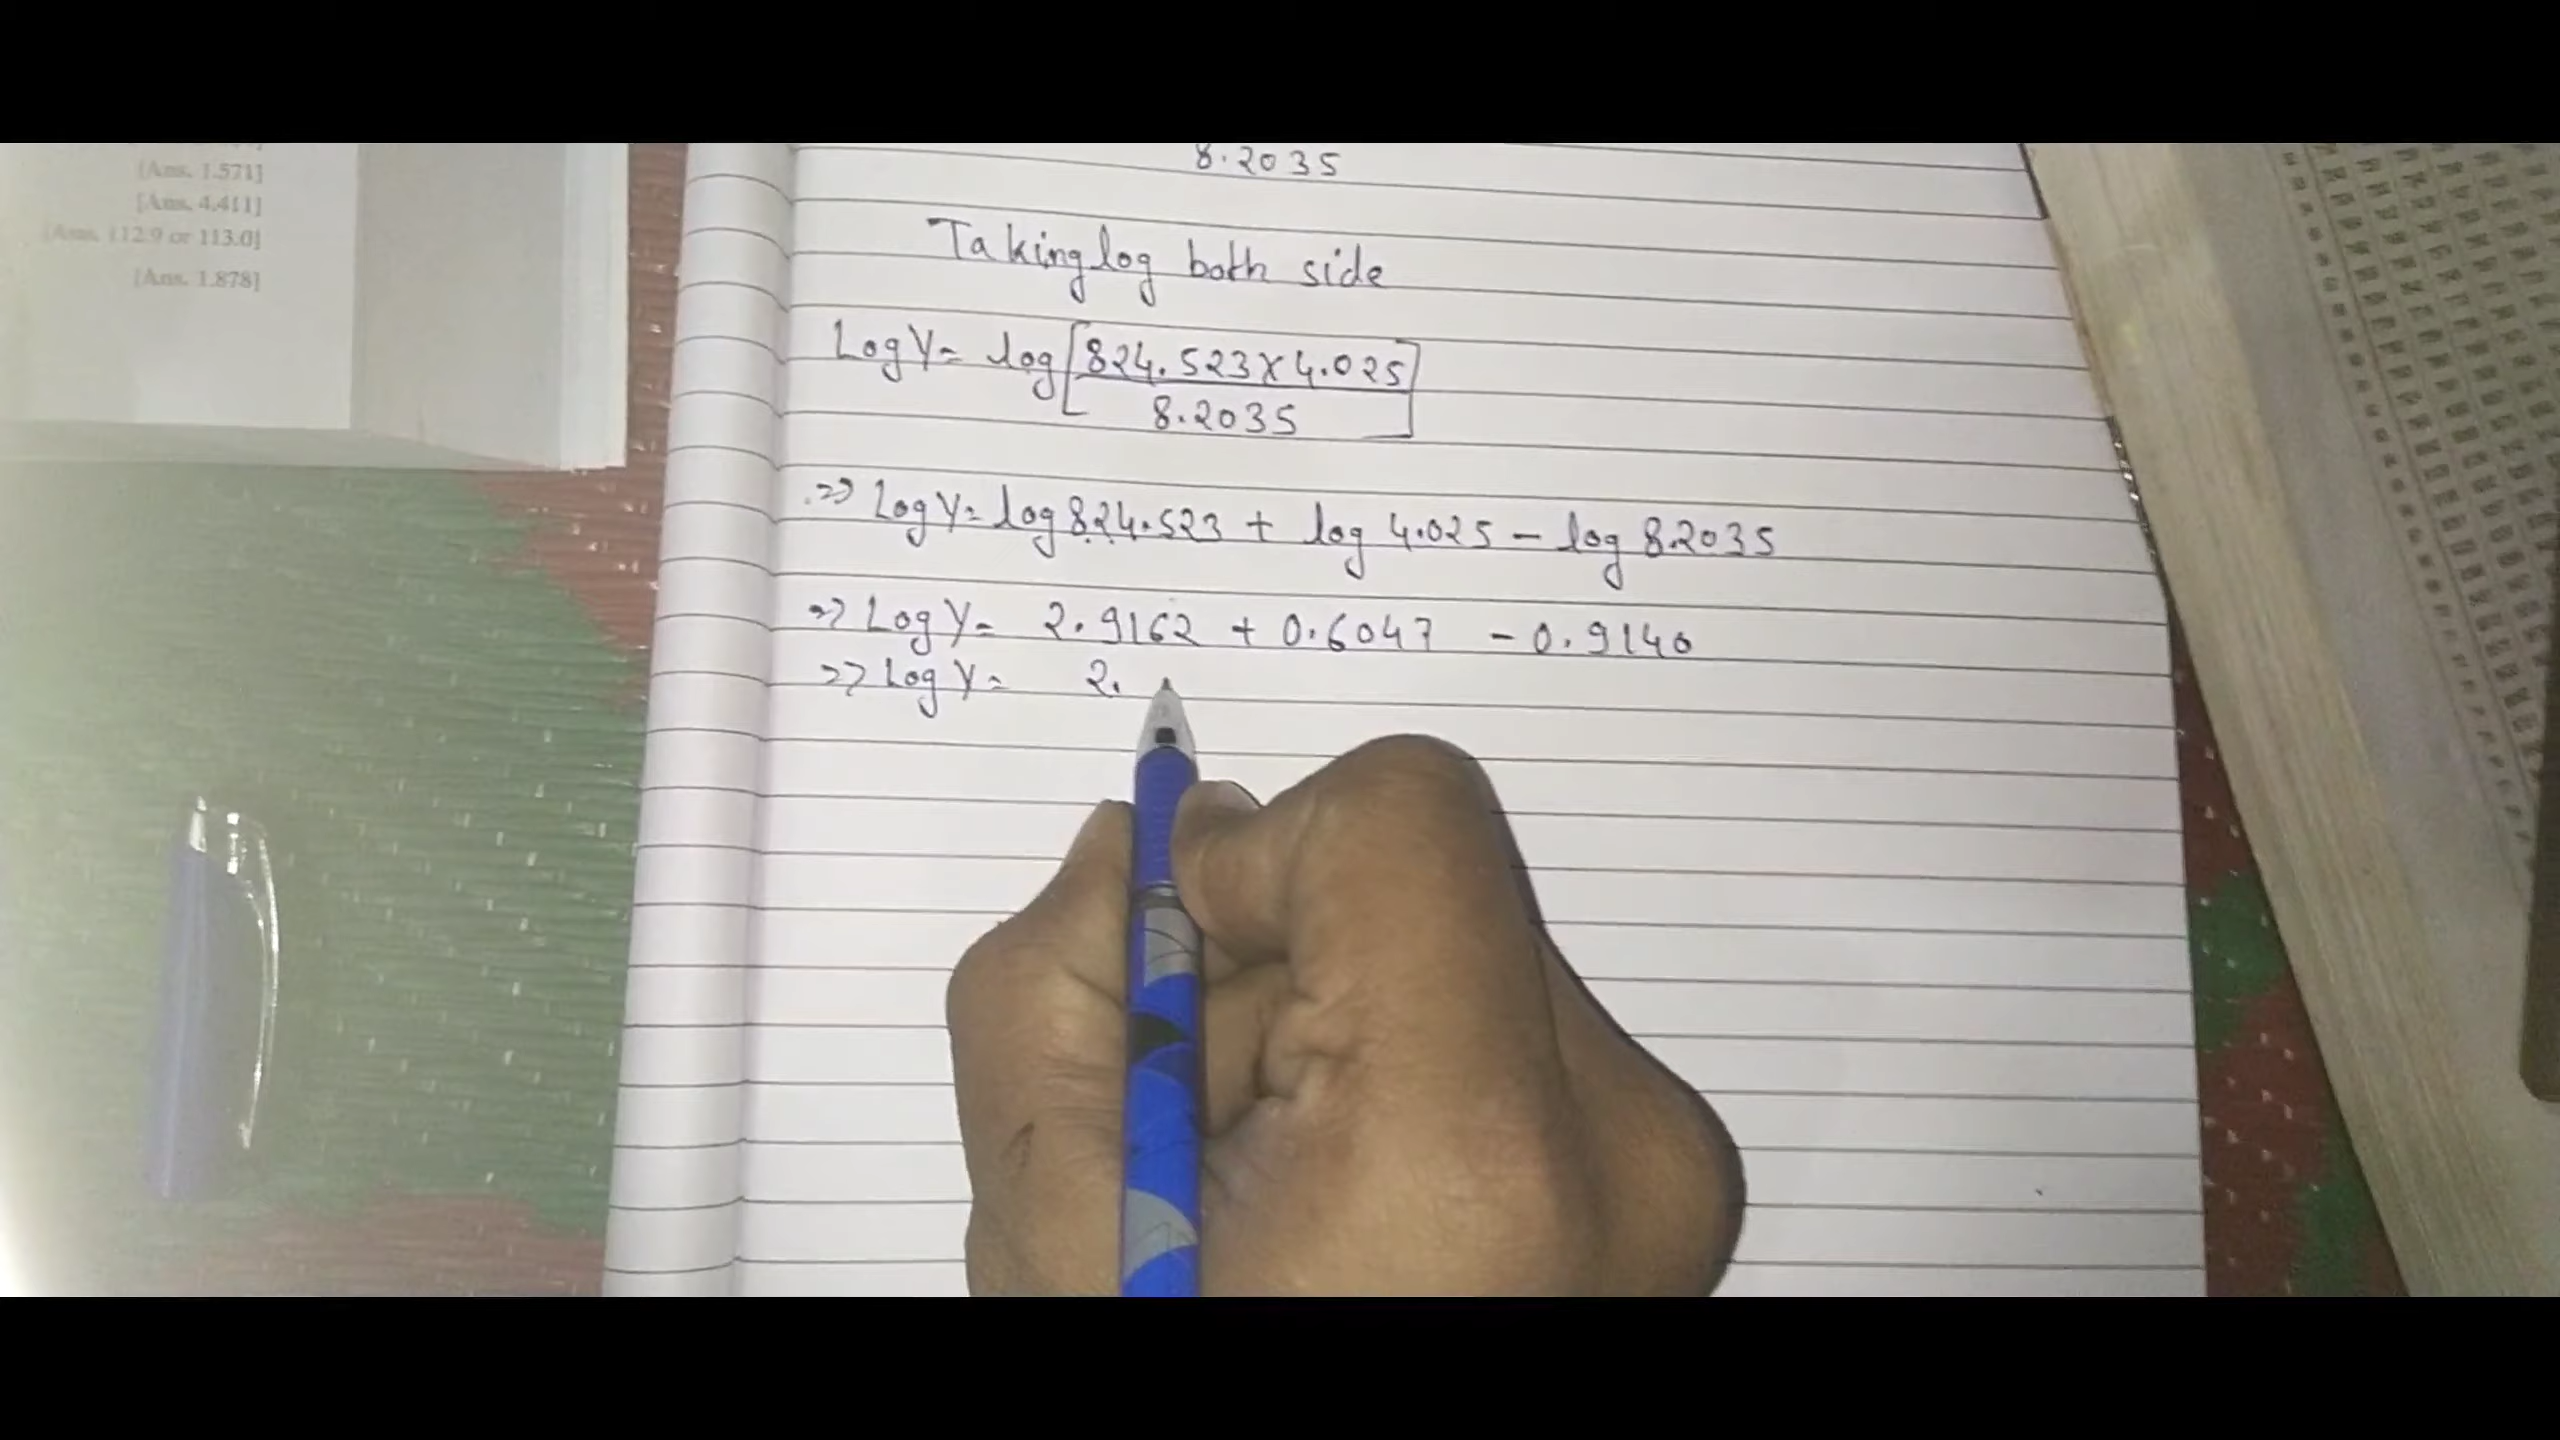 [Ans. 1.571]
[Ans. 4.411]
[Ans. 112.9 or 113.0]
[Ans. 1.878]
8.2035
Taking log both side
Log Y= log[824.523×4.025
8.2035]
=> Log Y= log 824.523 + log 4.025 - log 8.2035
=> Log Y= 2.9162 + 0.6047 - 0.9140
=> Log Y= 2.